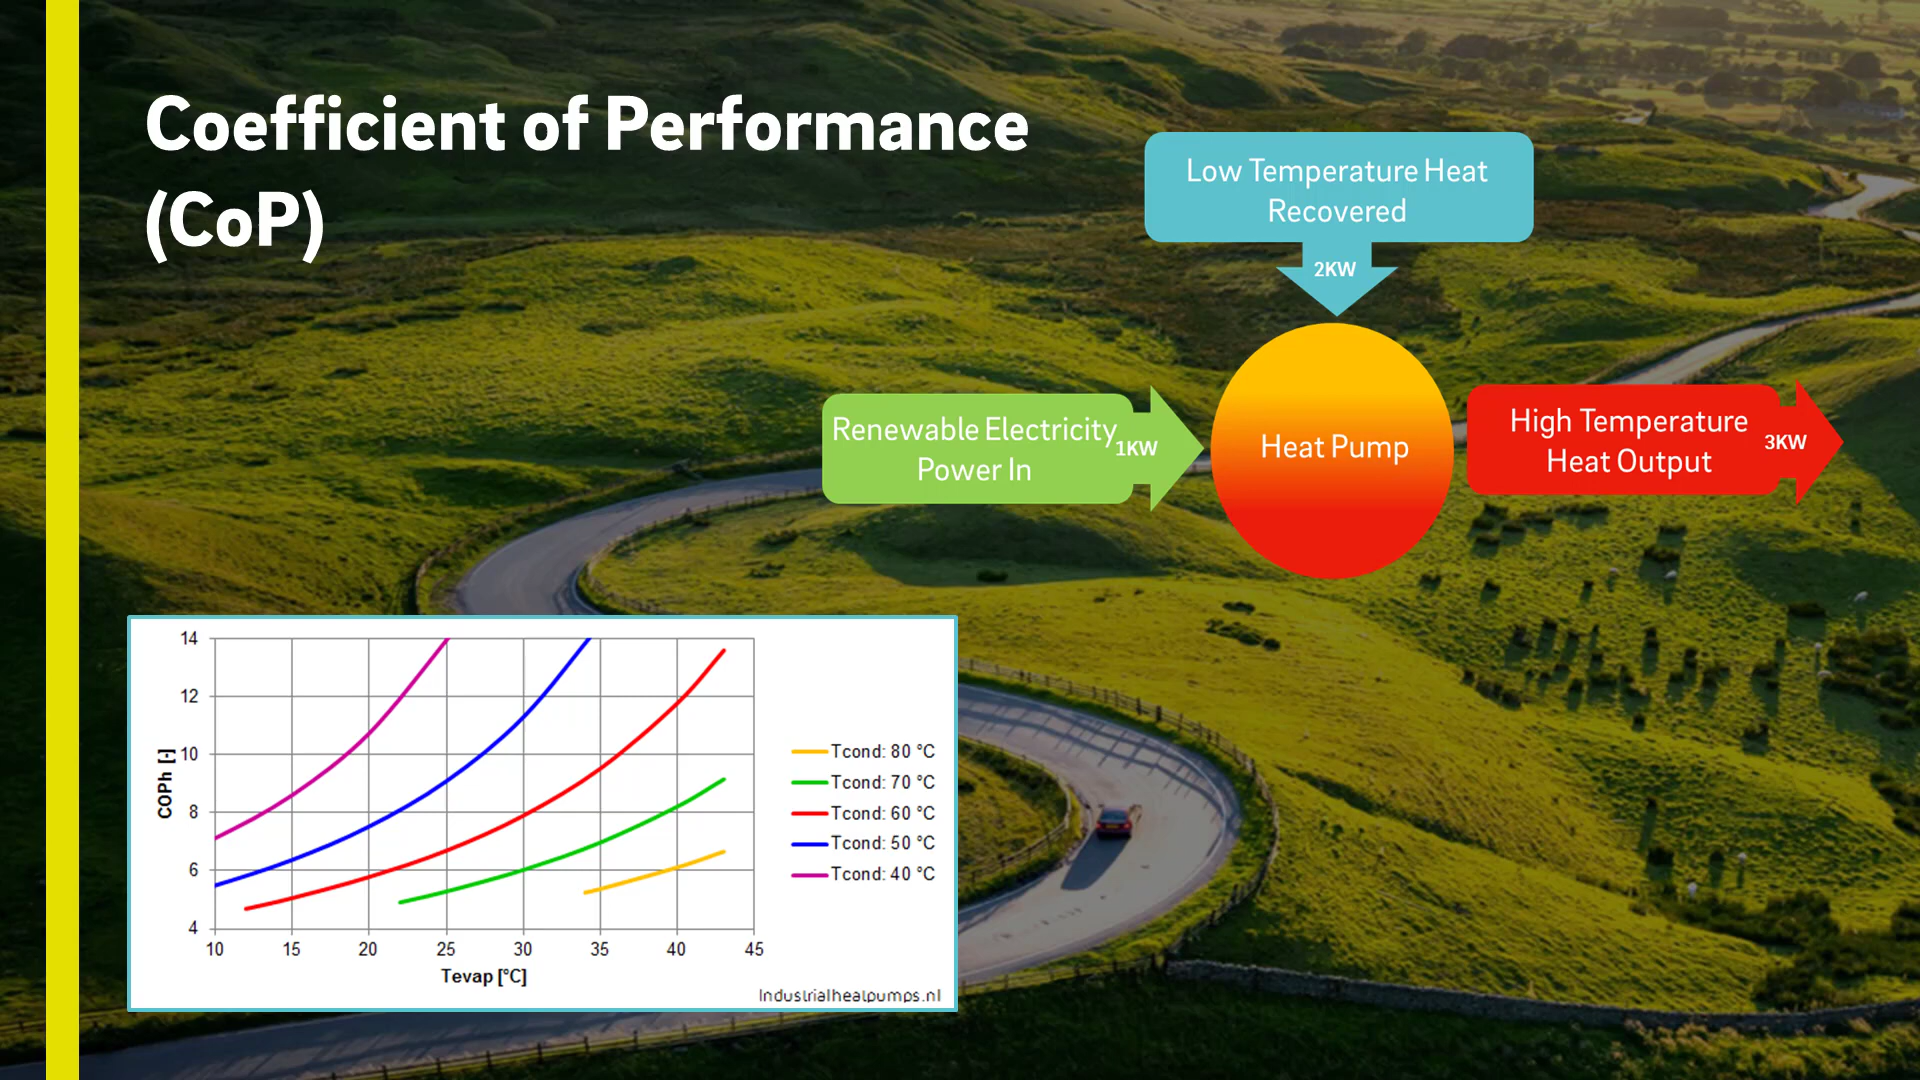 Coefficient of Performance
(CoP)
Low Temperature Heat
Recovered
2KW
Renewable Electricity
Power In
1KW
Heat Pump
High Temperature
Heat Output
3KW
14
12
10
8
6
4
COPh [-]
10 15 20 25 30 35 40 45
Tevap [°C]
Tcond: 80 °C
Tcond: 70 °C
Tcond: 60 °C
Tcond: 50 °C
Tcond: 40 °C
Industrialheatpumps.nl